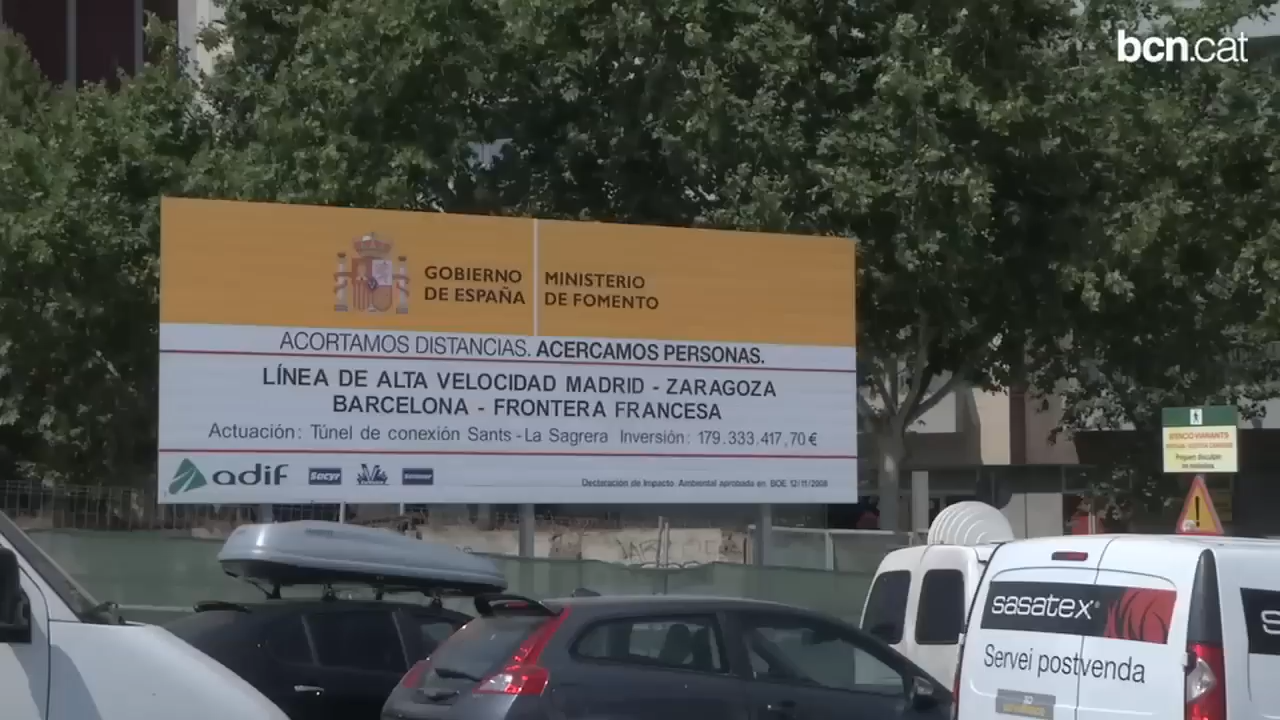 bcn.cat
GOBIERNO
DE ESPAÑA
MINISTERIO
DE FOMENTO
ACORTAMOS DISTANCIAS. ACERCAMOS PERSONAS.
LÍNEA DE ALTA VELOCIDAD MADRID - ZARAGOZA
BARCELONA - FRONTERA FRANCESA
Actuación: Túnel de conexión Sants - La Sagrera Inversión: 179.333.417,70 €
adif
Sacyr
Declaración de Impacto Ambiental aprobada en BOE 12/11/2008
ATENCIÓ VIANANTS
sasatex
Servei postvenda
S